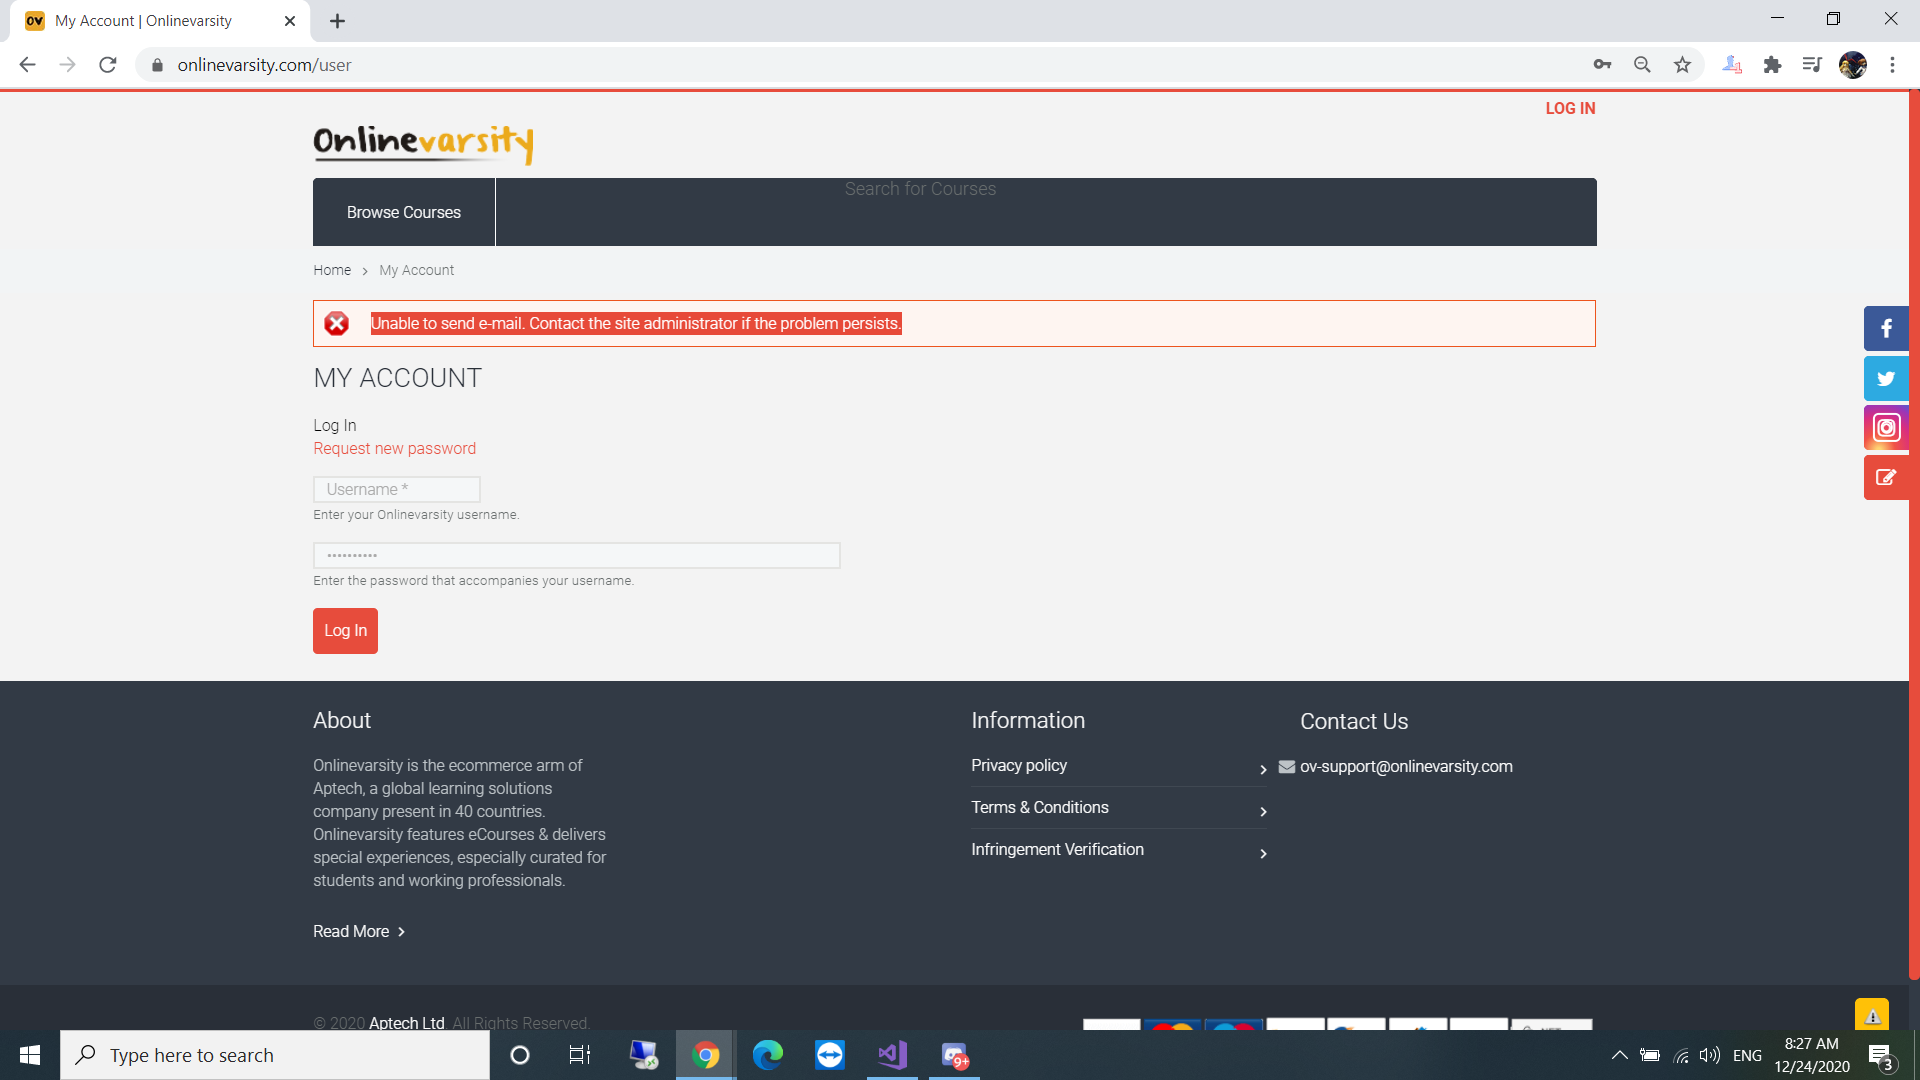 My Account | Onlinevarsity
onlinevarsity.com/user
LOG IN
Onlinevarsity
Search for Courses
Browse Courses
Home > My Account
Unable to send e-mail. Contact the site administrator if the problem persists.
MY ACCOUNT
Log In
Request new password
Username *
Enter your Onlinevarsity username.
Enter the password that accompanies your username.
Log In
About
Onlinevarsity is the ecommerce arm of
Aptech, a global learning solutions
company present in 40 countries.
Onlinevarsity features eCourses & delivers
special experiences, especially curated for
students and working professionals.
Read More >
Information
Privacy policy
Terms & Conditions
Infringement Verification
Contact Us
ov-support@onlinevarsity.com
© 2020 Aptech Ltd. All Rights Reserved.
Type here to search
9+
ENG
8:27 AM
12/24/2020
3